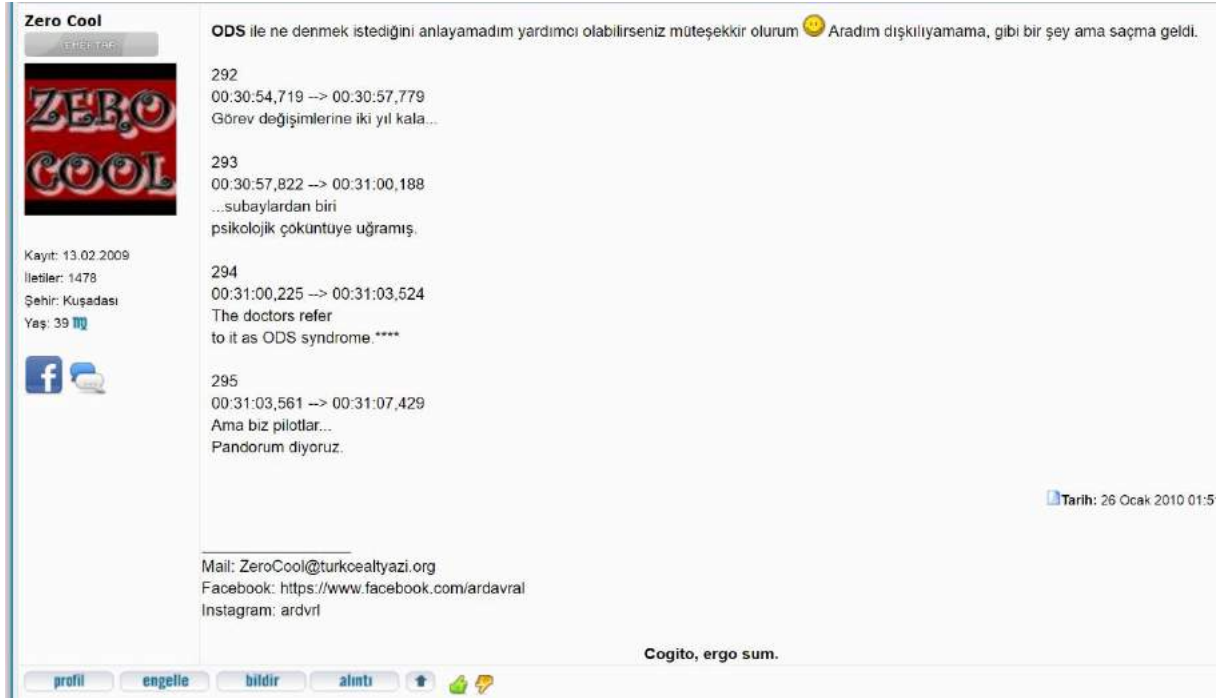 Zero Cool
EMEKTAR
ZERO
COOL
Kayıt: 13.02.2009
İletiler: 1478
Şehir: Kuşadası
Yaş: 39
ODS ile ne denmek istediğini anlayamadım yardımcı olabilirseniz müteşekkir olurum Aradım dışkılıyamama, gibi bir şey ama saçma geldi.
292
00:30:54,719 --> 00:30:57,779
Görev değişimlerine iki yıl kala...
293
00:30:57,822 --> 00:31:00,188
...subaylardan biri
psikolojik çöküntüye uğramış.
294
00:31:00,225 --> 00:31:03,524
The doctors refer
to it as ODS syndrome.****
295
00:31:03,561 --> 00:31:07,429
Ama biz pilotlar...
Pandorum diyoruz.
Tarih: 26 Ocak 2010 01:5
Mail: ZeroCool@turkcealtyazi.org
Facebook: https://www.facebook.com/ardavral
Instagram: ardvrl
Cogito, ergo sum.
profil engelle bildir alıntı